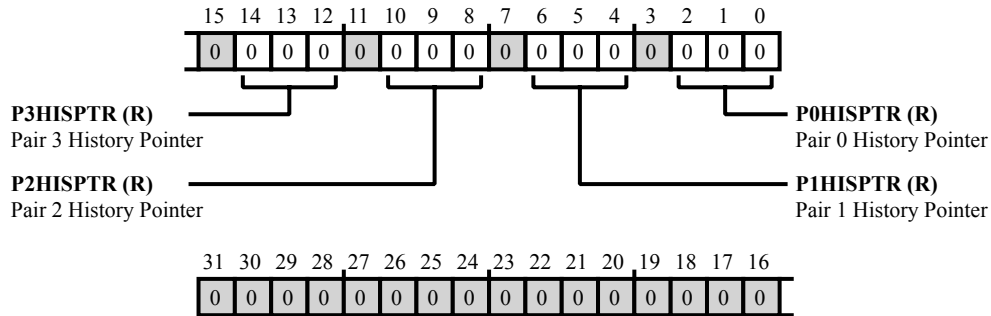 15 14 13 12 11 10 9 8 7 6 5 4 3 2 1 0
0 0 0 0 0 0 0 0 0 0 0 0 0 0 0 0
P3HISPTR (R)
Pair 3 History Pointer
P0HISPTR (R)
Pair 0 History Pointer
P2HISPTR (R)
Pair 2 History Pointer
P1HISPTR (R)
Pair 1 History Pointer
31 30 29 28 27 26 25 24 23 22 21 20 19 18 17 16
0 0 0 0 0 0 0 0 0 0 0 0 0 0 0 0